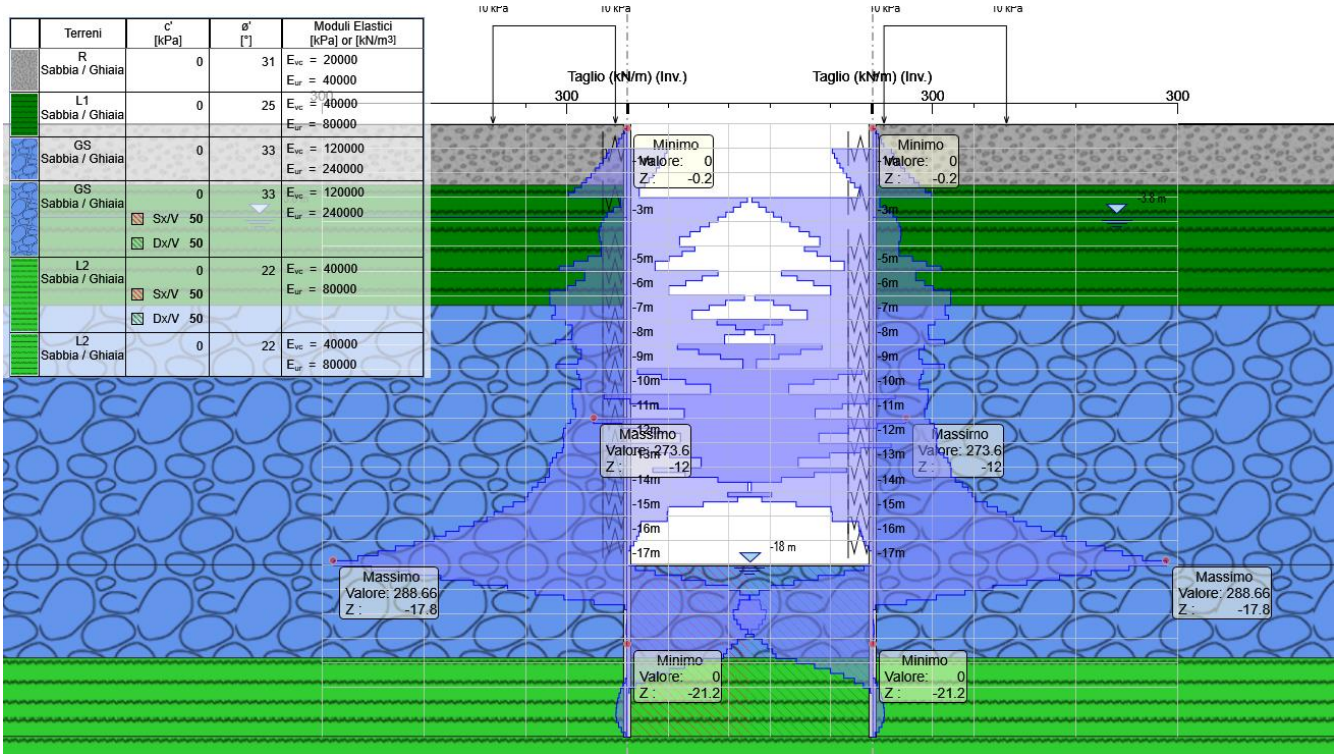 10 kPa 10 kPa 10 kPa 10 kPa
Terreni c' [kPa] ø' [°] Moduli Elastici [kPa] or [kN/m³]
R Sabbia / Ghiaia 0 31 Evc = 20000
Eur = 40000
L1 Sabbia / Ghiaia 0 25 Evc = 40000
Eur = 80000
GS Sabbia / Ghiaia 0 33 Evc = 120000
Eur = 240000
GS Sabbia / Ghiaia 0 33 Evc = 120000
Eur = 240000
Sx/V 50
Dx/V 50
L2 Sabbia / Ghiaia 0 22 Evc = 40000
Eur = 80000
Sx/V 50
Dx/V 50
L2 Sabbia / Ghiaia 0 22 Evc = 40000
Eur = 80000
Taglio (kN/m) (Inv.) Taglio (kN/m) (Inv.)
300 300 300 300
Minimo
Valore: 0
Z : -0.2
Minimo
Valore: 0
Z : -0.2
-3.8 m
-1m -1m
-3m -3m
-5m -5m
-6m -6m
-7m -7m
-8m -8m
-9m -9m
-10m -10m
-11m -11m
-12m -12m
-13m -13m
-14m -14m
-15m -15m
-16m -16m
-17m -17m
Massimo
Valore: 273.6
Z : -12
Massimo
Valore: 273.6
Z : -12
-18 m
Massimo
Valore: 288.66
Z : -17.8
Massimo
Valore: 288.66
Z : -17.8
Minimo
Valore: 0
Z : -21.2
Minimo
Valore: 0
Z : -21.2